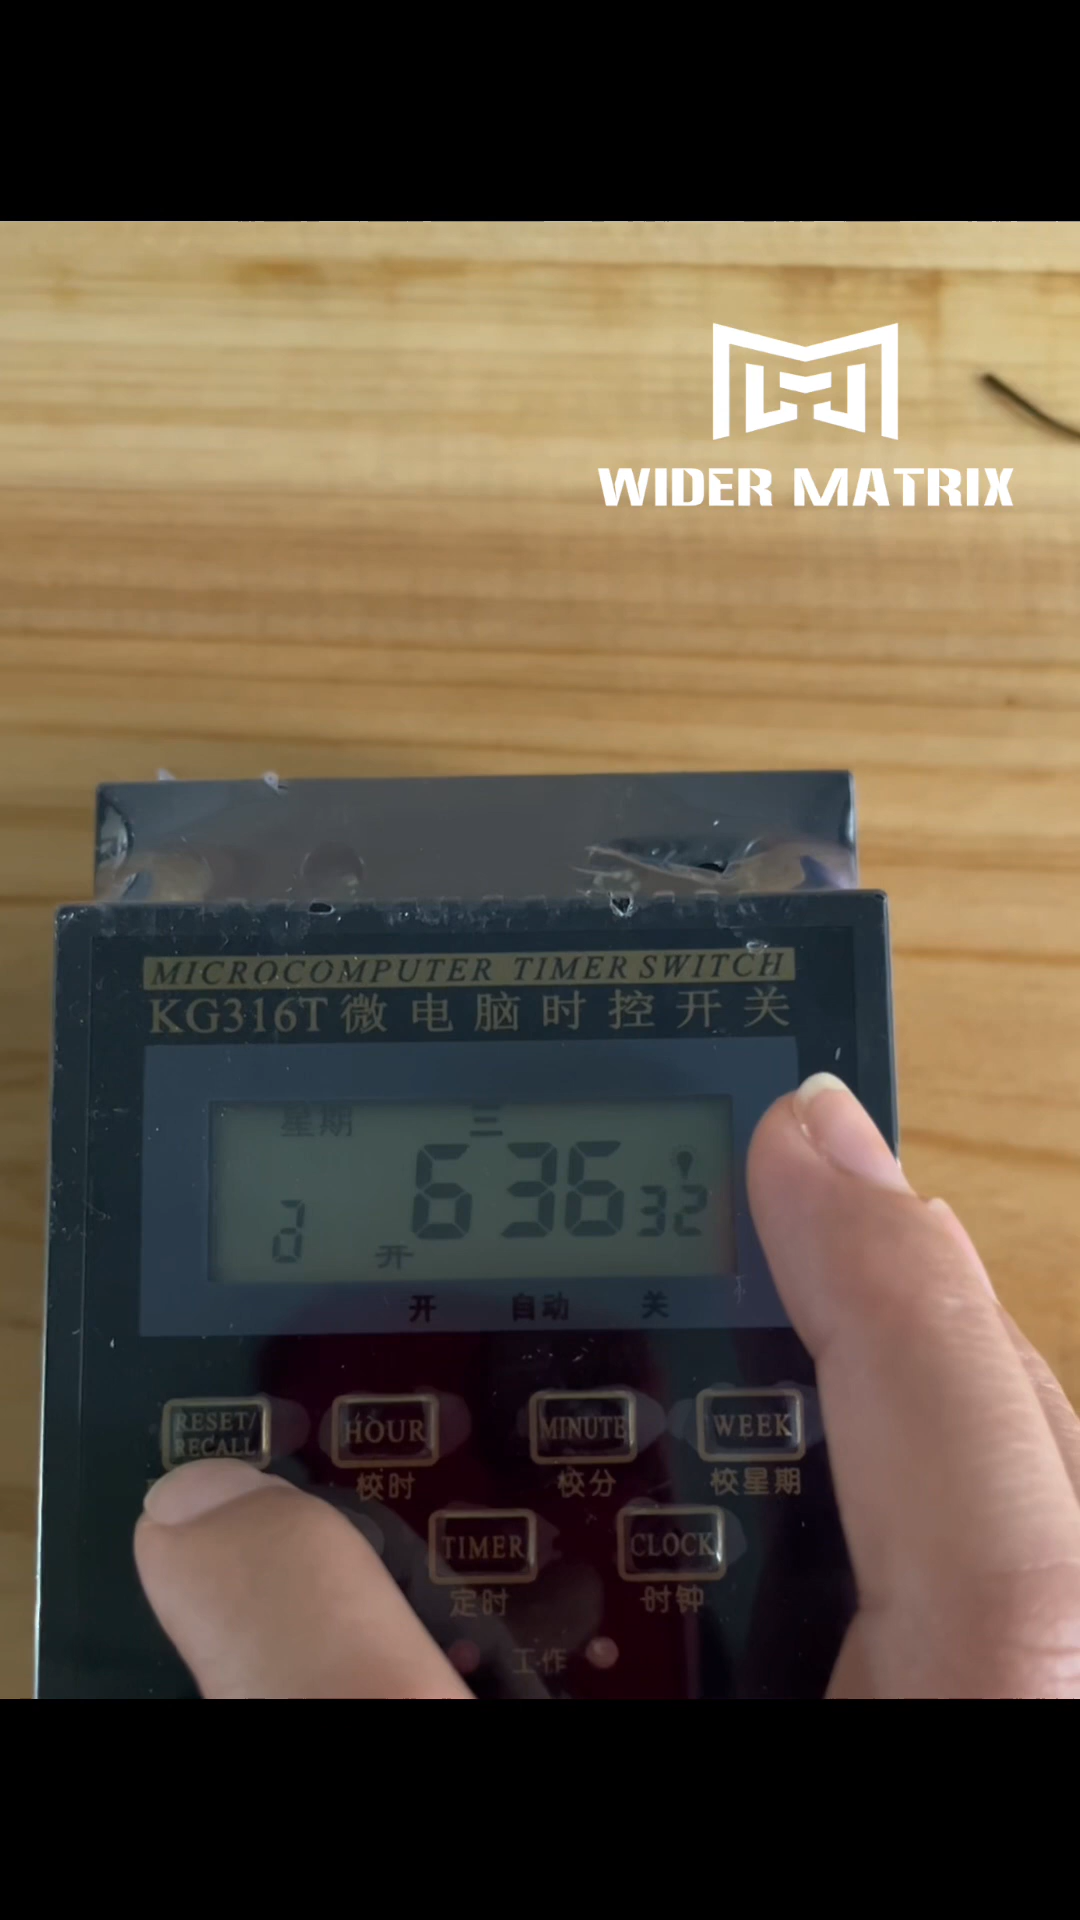 WIDER MATRIX
MICROCOMPUTER TIMER SWITCH
KG316T 微电脑时控开关
星期 三
6 36 32
开
开 自动 关
RESET/
RECALL
HOUR MINUTE WEEK
校时 校分 校星期
TIMER CLOCK
定时 时钟
工作